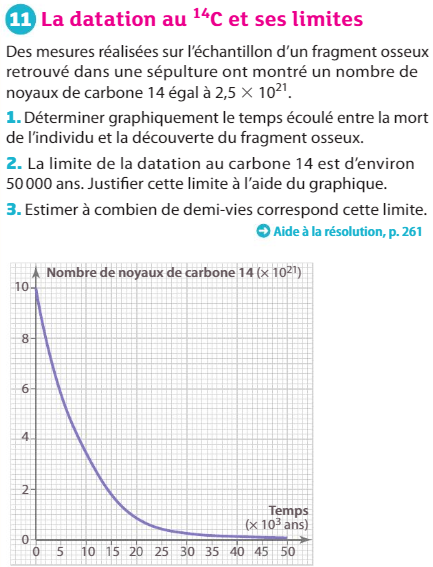 11 La datation au ¹⁴C et ses limites
Des mesures réalisées sur l'échantillon d'un fragment osseux
retrouvé dans une sépulture ont montré un nombre de
noyaux de carbone 14 égal à 2,5 × 10²¹.
1. Déterminer graphiquement le temps écoulé entre la mort
de l'individu et la découverte du fragment osseux.
2. La limite de la datation au carbone 14 est d'environ
50 000 ans. Justifier cette limite à l'aide du graphique.
3. Estimer à combien de demi-vies correspond cette limite.
Aide à la résolution, p. 261
Nombre de noyaux de carbone 14 (× 10²¹)
10
8
6
4
2
0
Temps
(× 10³ ans)
0 5 10 15 20 25 30 35 40 45 50